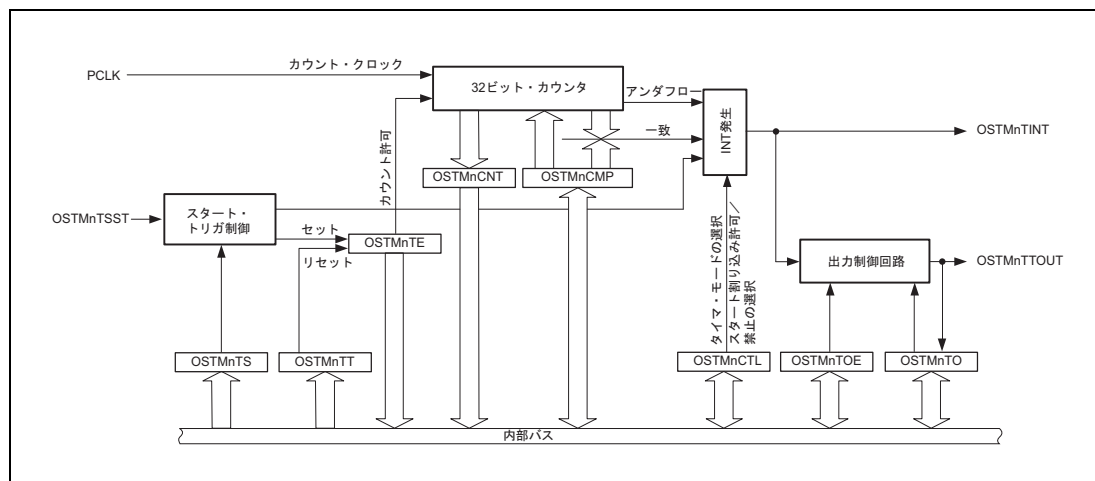 PCLK
カウント・クロック
32ビット・カウンタ
アンダフロー
一致
INT発生
OSTMnTINT
カウント許可
OSTMnCNT
OSTMnCMP
OSTMnTSST
スタート・
トリガ制御
セット
リセット
OSTMnTE
タイマ・モードの選択
スタート割り込み許可／
禁止の選択
出力制御回路
OSTMnTTOUT
OSTMnTS
OSTMnTT
OSTMnCTL
OSTMnTOE
OSTMnTO
内部バス